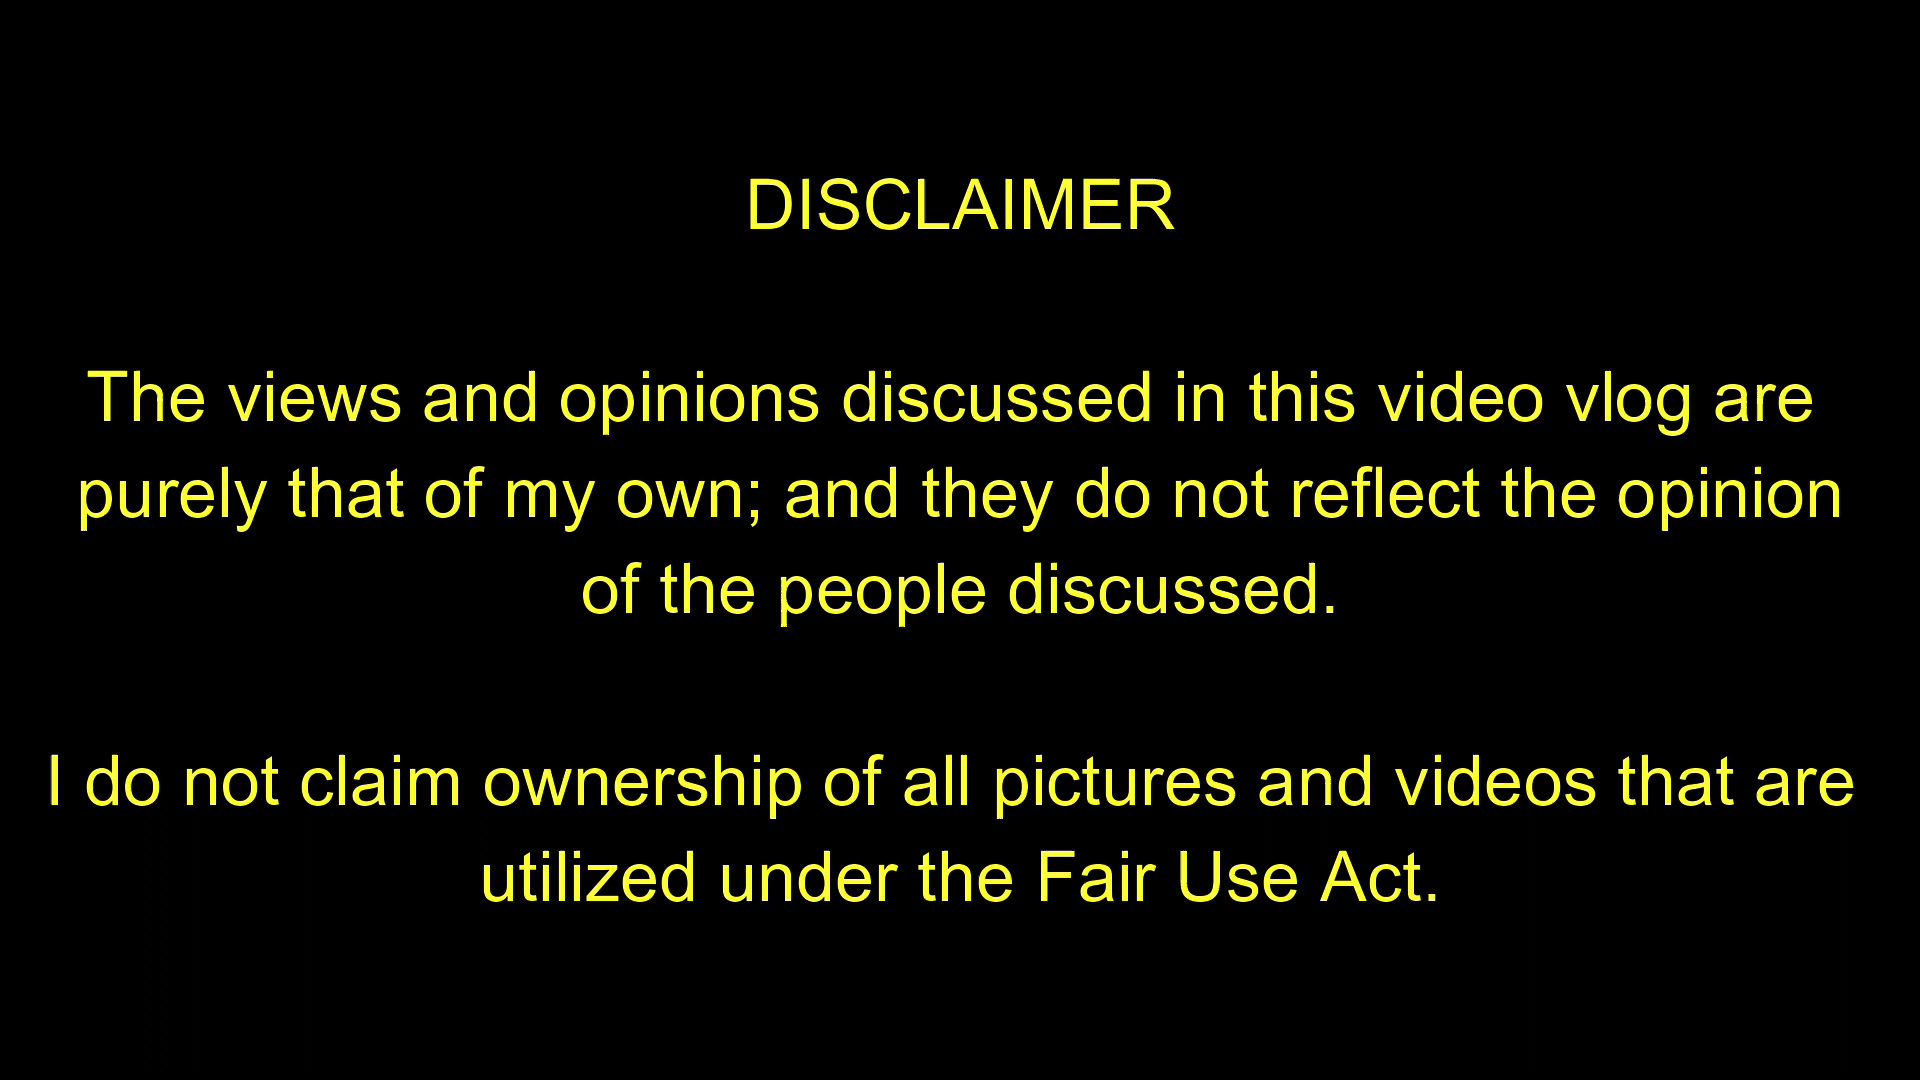 DISCLAIMER
The views and opinions discussed in this video vlog are
purely that of my own; and they do not reflect the opinion
of the people discussed.
I do not claim ownership of all pictures and videos that are
utilized under the Fair Use Act.